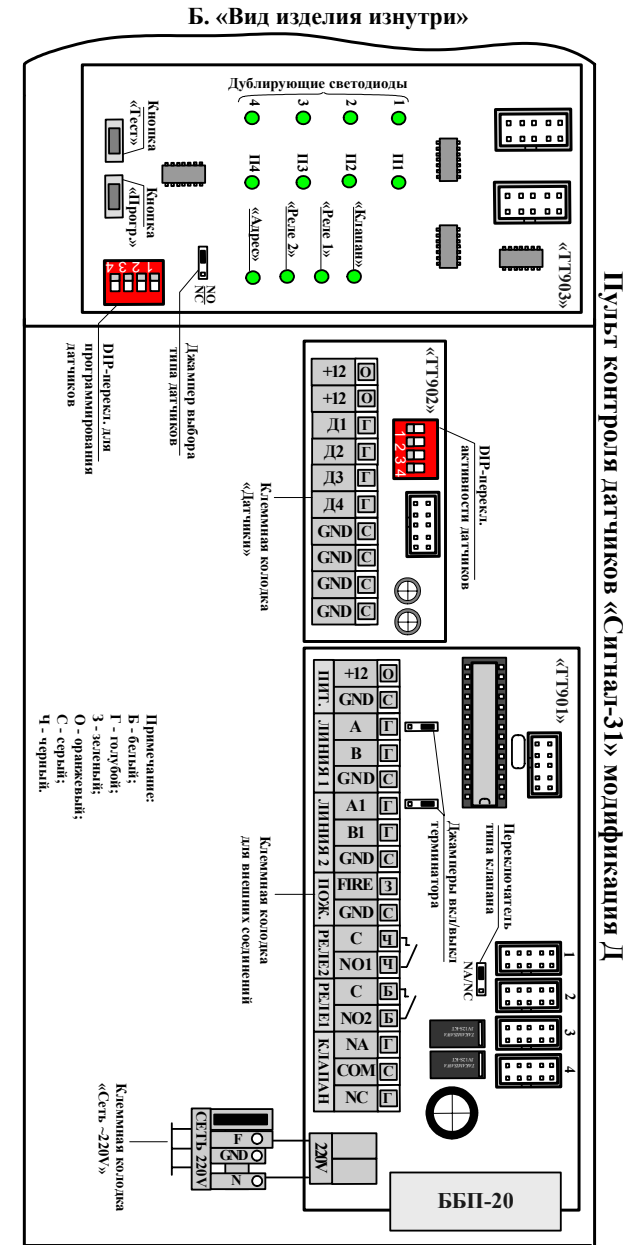 Б. «Вид изделия изнутри»
Пульт контроля датчиков «Сигнал-31» модификация Д
Дублирующие светодиоды
4
3
2
1
П4
П3
П2
П1
«Адрес»
«Реле 2»
«Реле 1»
«Клапан»
Кнопка
«Тест»
Кнопка
«Прогр.»
1 2 3 4
NO
NC
«ТТ903»
DIP-перекл. для
программирования
датчиков
Джампер выбора
типа датчиков
«ТТ902»
1 2 3 4
DIP-перекл.
активности датчиков
+12 О
+12 О
Д1 Г
Д2 Г
Д3 Г
Д4 Г
GND С
GND С
GND С
GND С
Клеммная колодка
«Датчики»
«ТТ901»
ПИТ.
+12 О
GND С
ЛИНИЯ 1
A Г
B Г
GND С
ЛИНИЯ 2
A1 Г
B1 Г
GND С
ПОЖ.
FIRE З
GND С
РЕЛЕ2
C Ч
NO1 Ч
РЕЛЕ1
C Б
NO2 Б
КЛАПАН
NA Г
COM С
NC Г
Джамперы вкл/выкл
терминатора
Переключатель
типа клапана
NA/NC
1
2
3
4
Клеммная колодка
для внешних соединений
Примечание:
Б - белый;
Г - голубой;
З - зеленый;
О - оранжевый;
С - серый;
Ч - черный.
220V
ББП-20
СЕТЬ 220V
F
GND
N
Клеммная колодка
«Сеть ~220V»